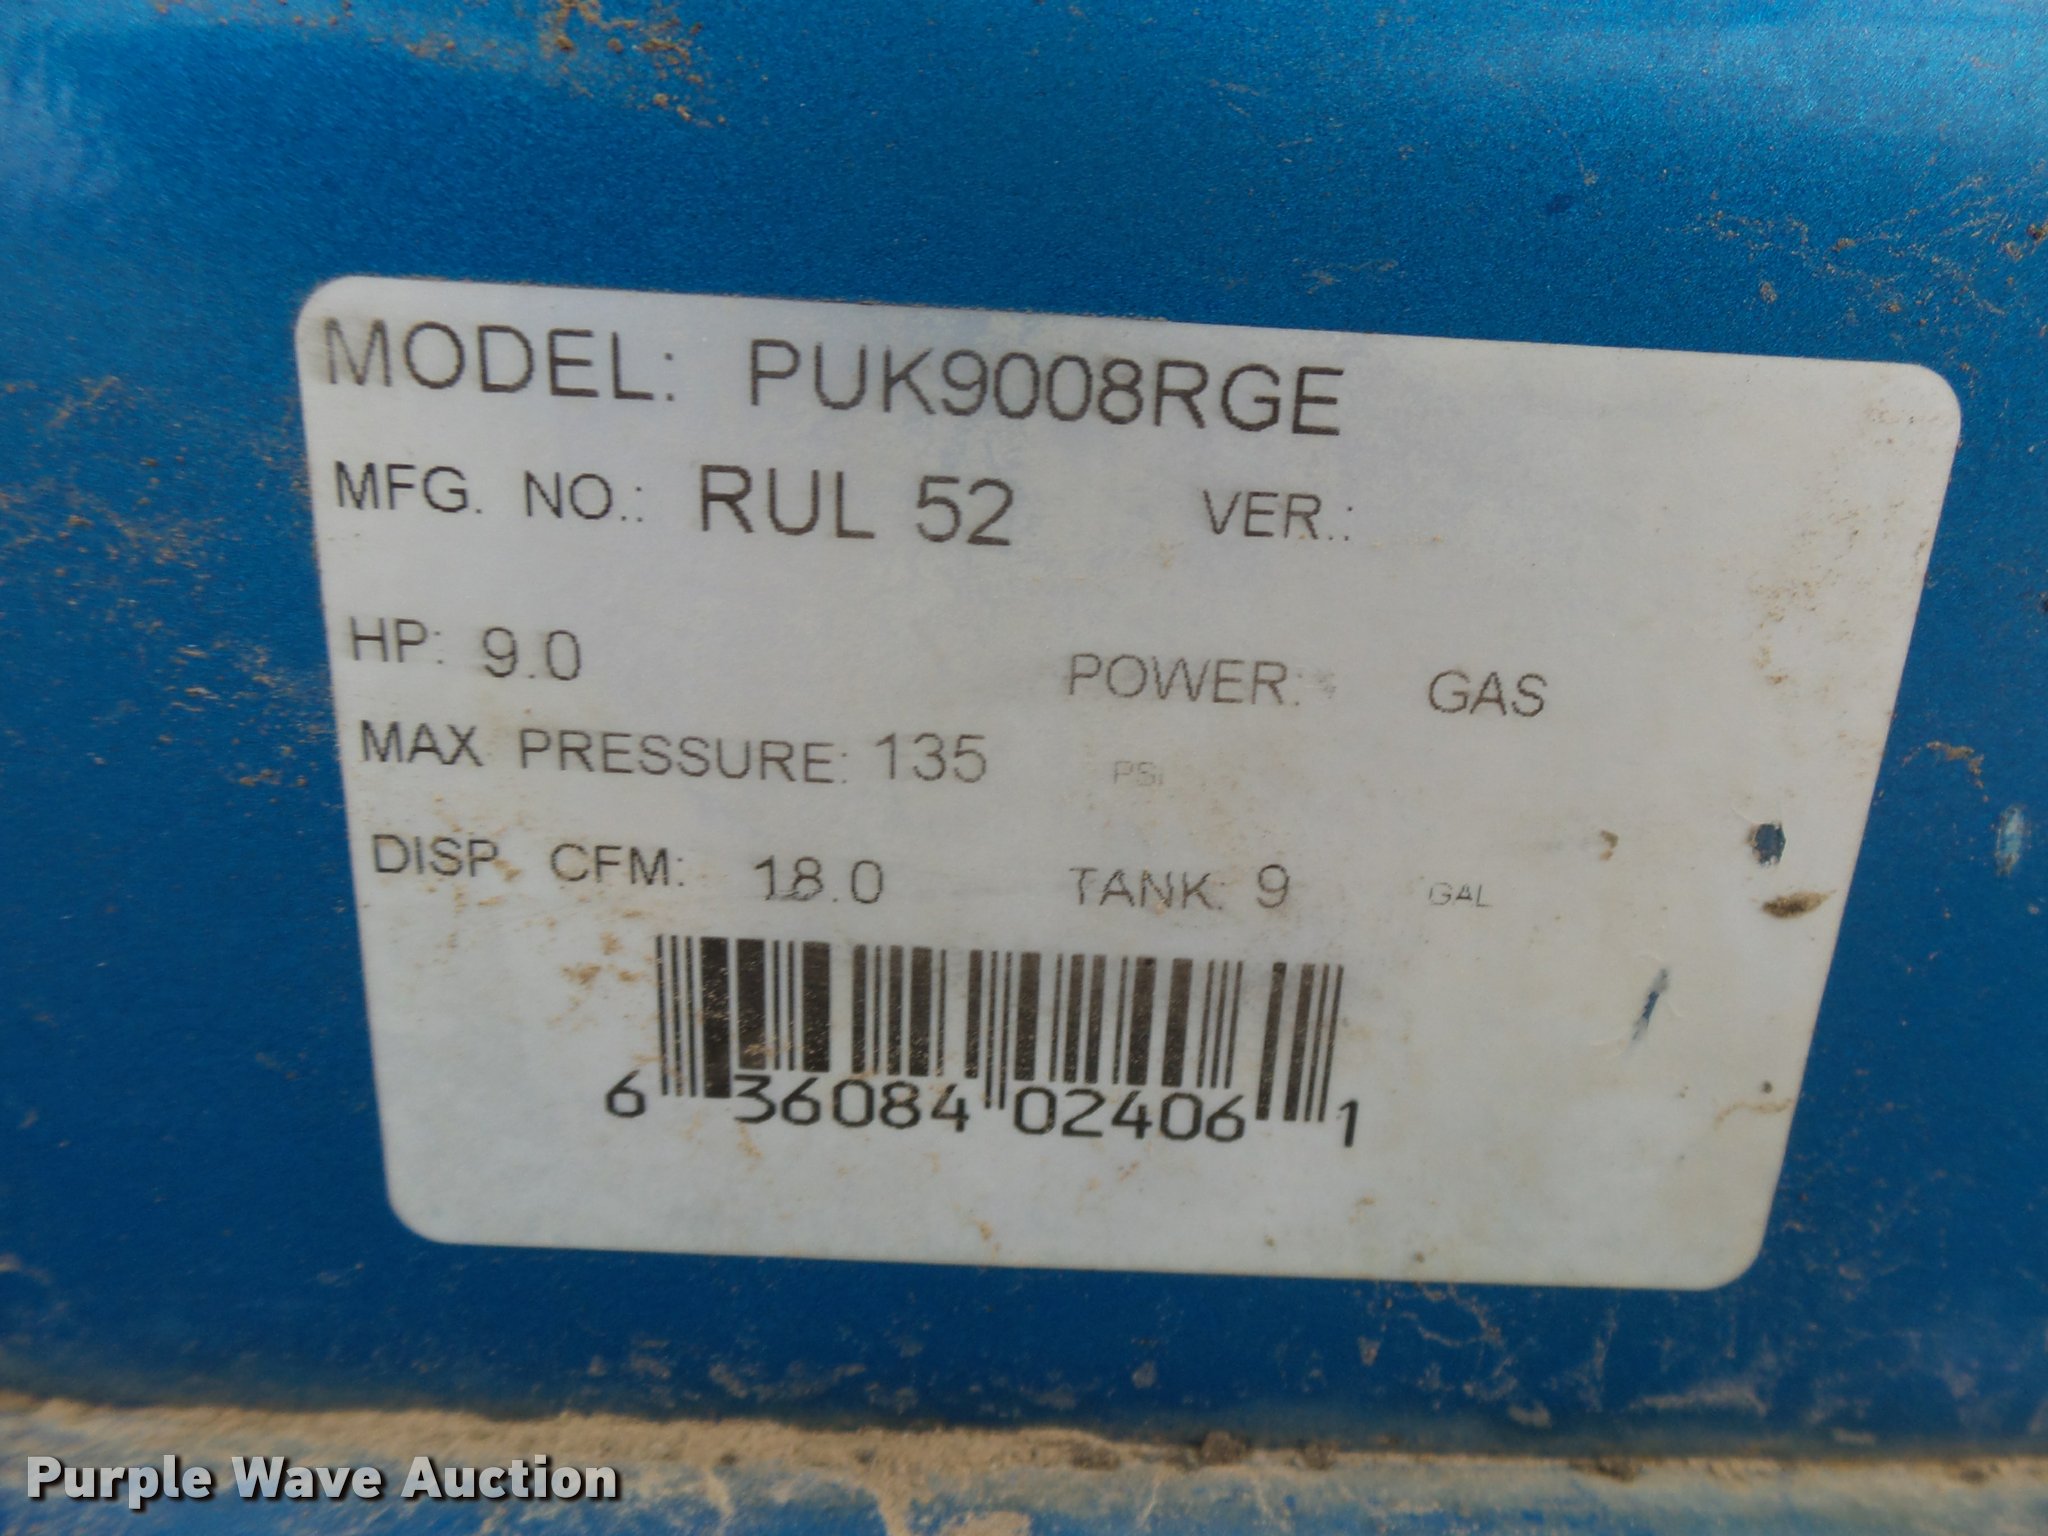 MODEL: PUK9008RGE
MFG. NO.: RUL 52 VER.:
HP: 9.0 POWER: GAS
MAX PRESSURE: 135 PSI
DISP. CFM: 18.0 TANK: 9 GAL
6 36084 02406 1
Purple Wave Auction